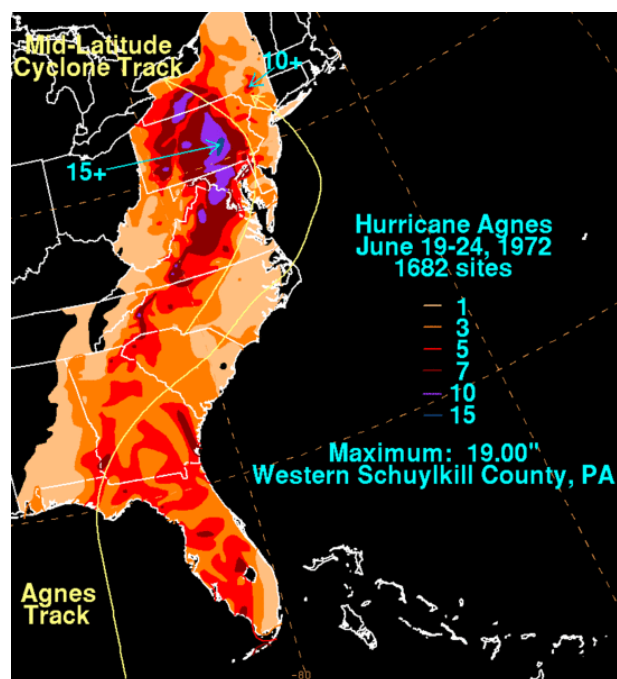 Mid-Latitude
Cyclone Track
10+
15+
Hurricane Agnes
June 19-24, 1972
1682 sites
1
3
5
7
10
15
Maximum: 19.00"
Western Schuylkill County, PA
Agnes
Track
-80